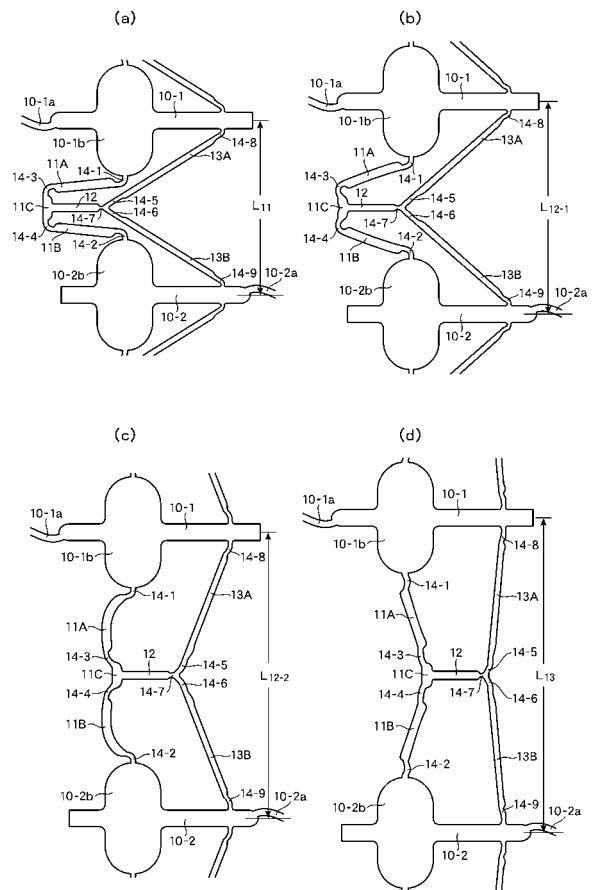 (a)
10-1a
10-1
10-1b
14-8
13A
14-1
11A
14-3
12
14-5
11C
14-6
14-7
14-4
11B
14-2
L11
10-2b
14-9
10-2a
13B
10-2
(b)
10-1a
10-1
10-1b
14-8
13A
11A
14-1
14-3
12
14-5
11C
14-6
14-7
14-4
14-2
11B
L12-1
13B
10-2b
14-9
10-2a
10-2
(c)
10-1a
10-1
10-1b
14-8
14-1
13A
11A
14-3
12
14-5
11C
14-6
14-4
14-7
11B
L12-2
14-2
13B
10-2b
14-9
10-2a
10-2
(d)
10-1a
10-1
10-1b
14-8
14-1
13A
11A
14-3
12
14-5
11C
14-7
14-4
14-6
11B
L13
13B
14-2
10-2b
14-9
10-2a
10-2